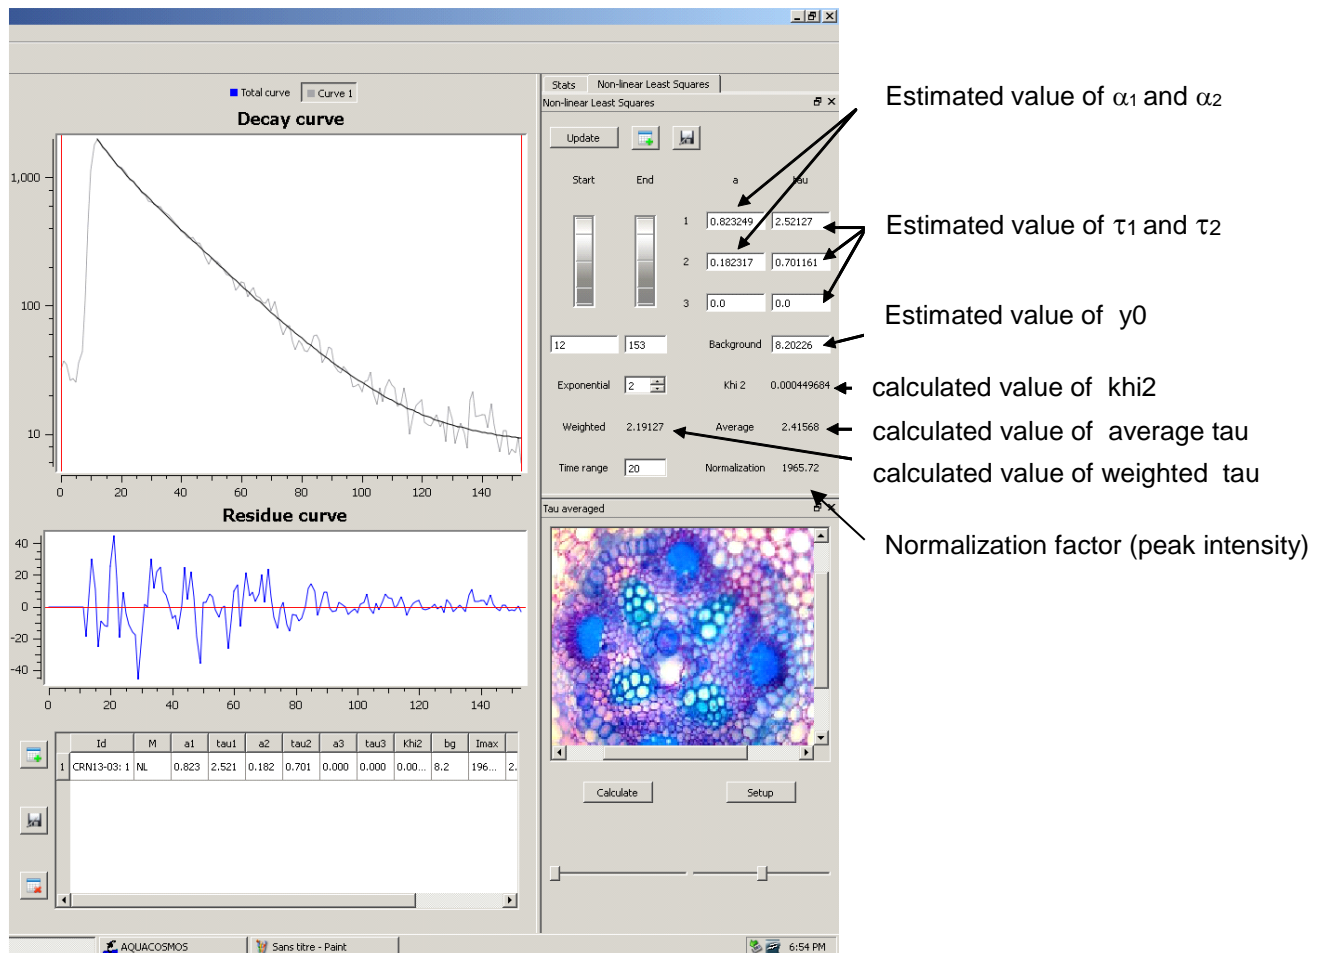 Total curve Curve 1
Decay curve
1,000
100
10
0 20 40 60 80 100 120 140
Residue curve
40
20
0
-20
-40
0 20 40 60 80 100 120 140
Id M a1 tau1 a2 tau2 a3 tau3 Khi2 bg Imax
1 CRN13-03: 1 NL 0.823 2.521 0.182 0.701 0.000 0.000 0.00... 8.2 196... 2.
Stats Non-linear Least Squares
Non-linear Least Squares
Update
Start End a tau
1 0.823249 2.52127
2 0.182317 0.701161
3 0.0 0.0
12 153 Background 8.20226
Exponential 2 Khi 2 0.000449684
Weighted 2.19127 Average 2.41568
Time range 20 Normalization 1965.72
Tau averaged
Calculate Setup
Estimated value of α1 and α2
Estimated value of τ1 and τ2
Estimated value of y0
calculated value of khi2
calculated value of average tau
calculated value of weighted tau
Normalization factor (peak intensity)
AQUACOSMOS Sans titre - Paint 6:54 PM